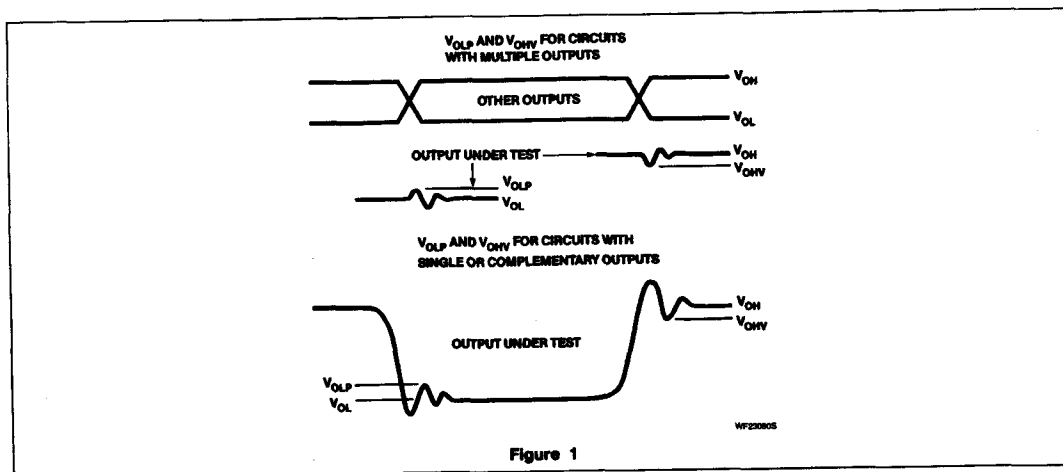 VOLP AND VOHV FOR CIRCUITS
WITH MULTIPLE OUTPUTS
VOH
OTHER OUTPUTS
VOL
OUTPUT UNDER TEST
VOH
VOHV
VOLP
VOL
VOLP AND VOHV FOR CIRCUITS WITH
SINGLE OR COMPLEMENTARY OUTPUTS
VOH
VOHV
OUTPUT UNDER TEST
VOLP
VOL
Figure 1